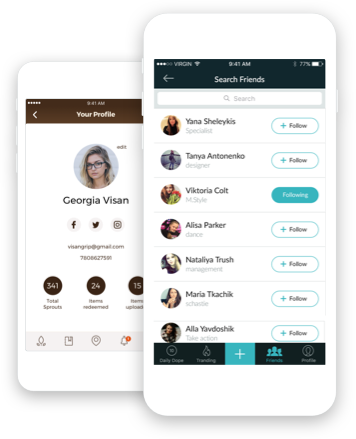 9:41 AM
Your Profile
edit
Georgia Visan
visangrip@gmail.com
7808627591
341
24
15
Total Sprouts
Items redeemed
Items uploade
VIRGIN
9:41 AM
77%
Search Friends
Search
Yana Sheleykis
Specialist
+ Follow
Tanya Antonenko
designer
+ Follow
Viktoria Colt
M.Style
Following
Alisa Parker
dance
+ Follow
Nataliya Trush
management
+ Follow
Maria Tkachik
schastie
+ Follow
Alla Yavdoshik
Take action
+ Follow
Daily Dope
Tranding
+
Friends
Profile